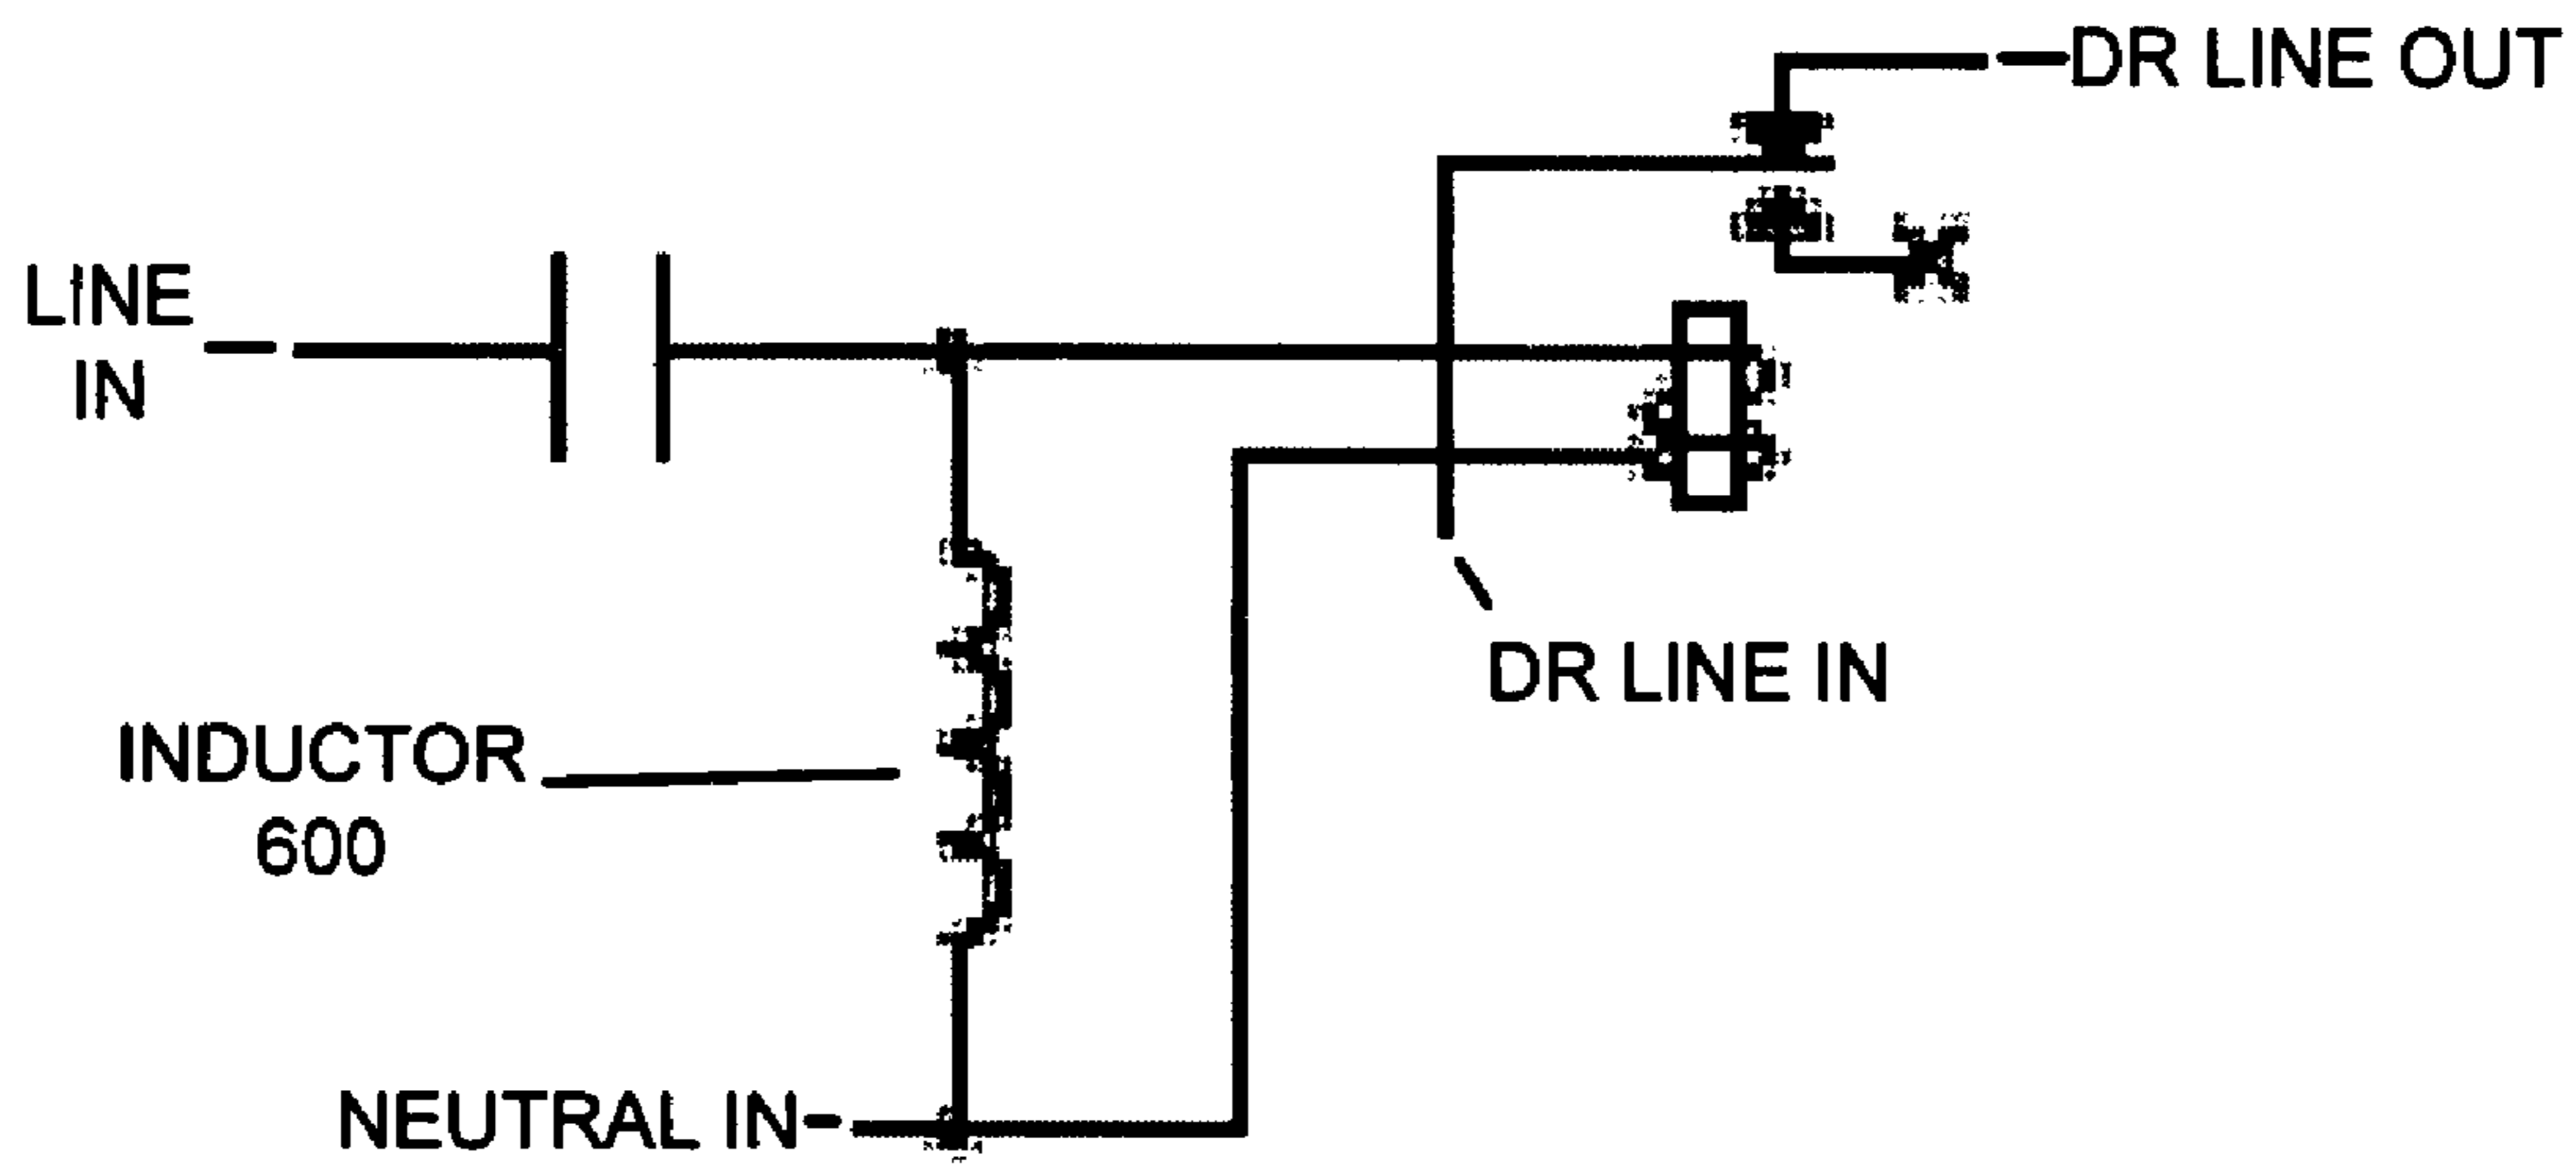 DR LINE OUT
LINE
IN
DR LINE IN
INDUCTOR
600
NEUTRAL IN